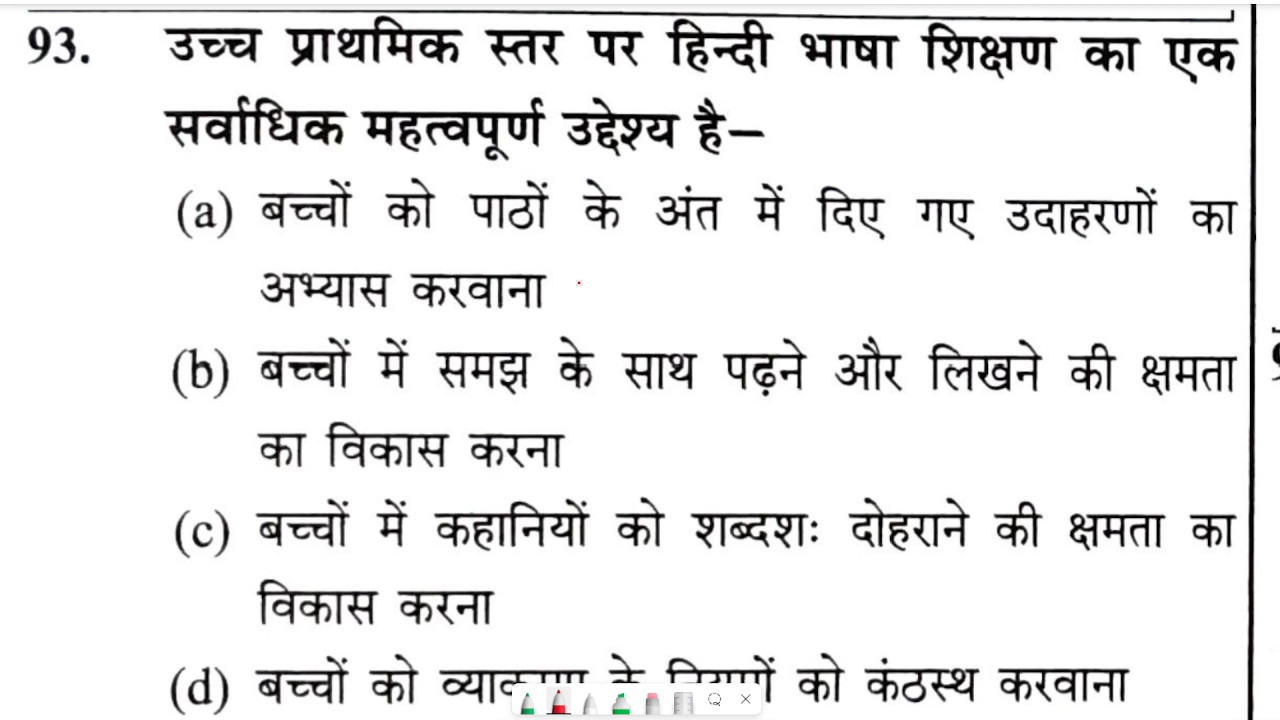 93. उच्च प्राथमिक स्तर पर हिन्दी भाषा शिक्षण का एक
सर्वाधिक महत्वपूर्ण उद्देश्य है–
(a) बच्चों को पाठों के अंत में दिए गए उदाहरणों का
अभ्यास करवाना
(b) बच्चों में समझ के साथ पढ़ने और लिखने की क्षमता
का विकास करना
(c) बच्चों में कहानियों को शब्दशः दोहराने की क्षमता का
विकास करना
(d) बच्चों को के को कंठस्थ करवाना